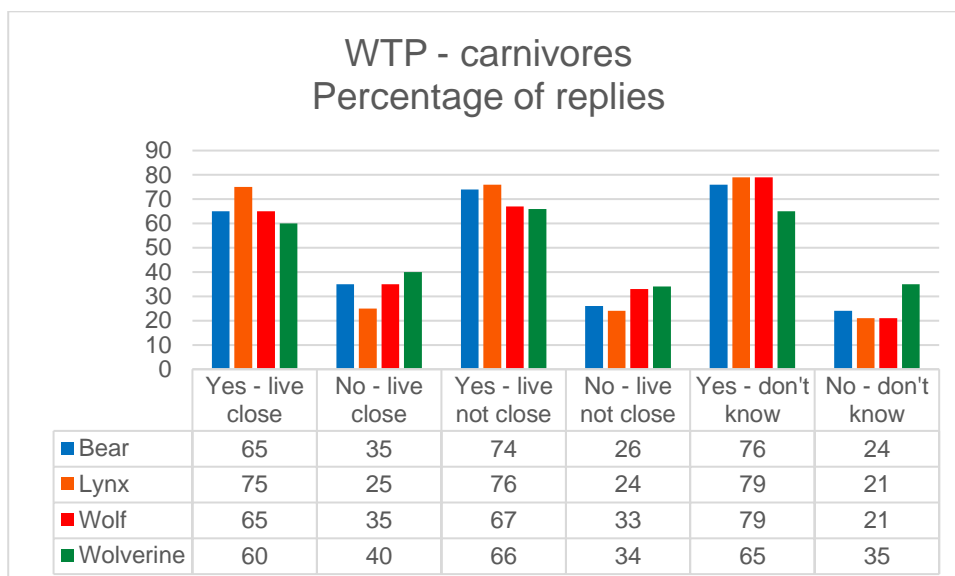 WTP - carnivores
Percentage of replies
90
80
70
60
50
40
30
20
10
0
Yes - live close No - live close Yes - live not close No - live not close Yes - don't know No - don't know
Bear 65 35 74 26 76 24
Lynx 75 25 76 24 79 21
Wolf 65 35 67 33 79 21
Wolverine 60 40 66 34 65 35